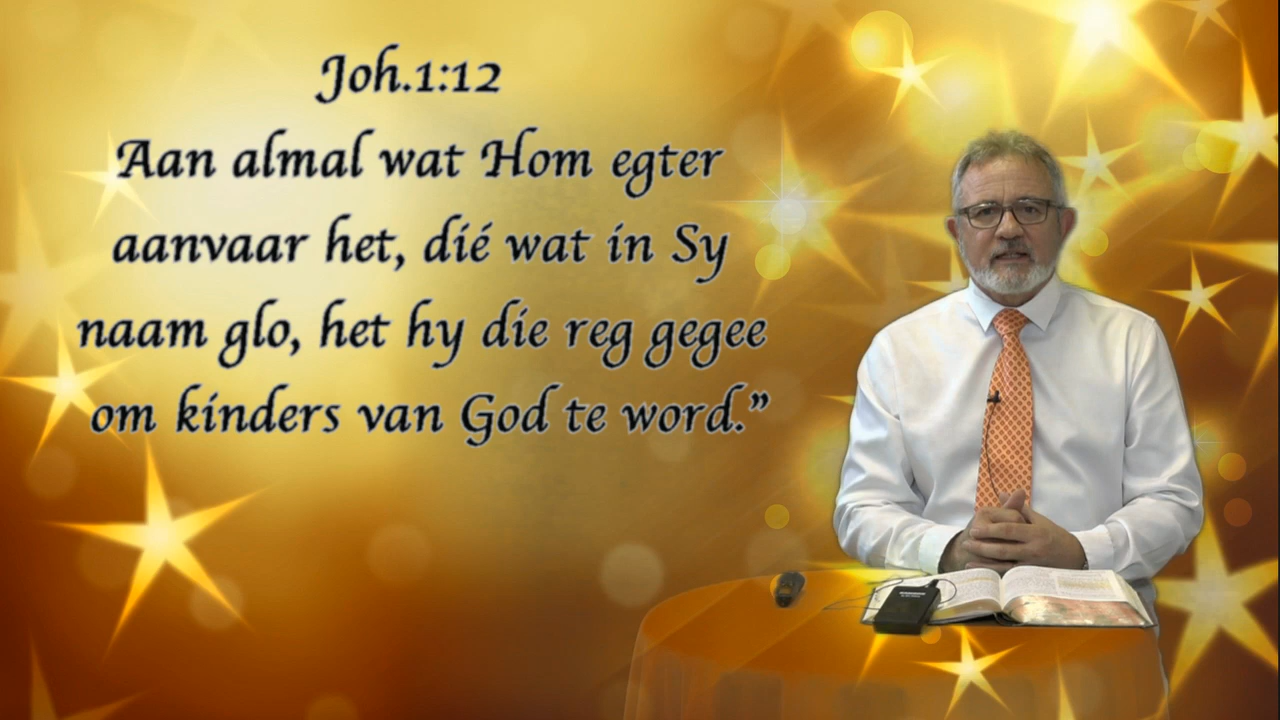 Joh.1:12
Aan almal wat Hom egter
aanvaar het, dié wat in Sy
naam glo, het hy die reg gegee
om kinders van God te word.”